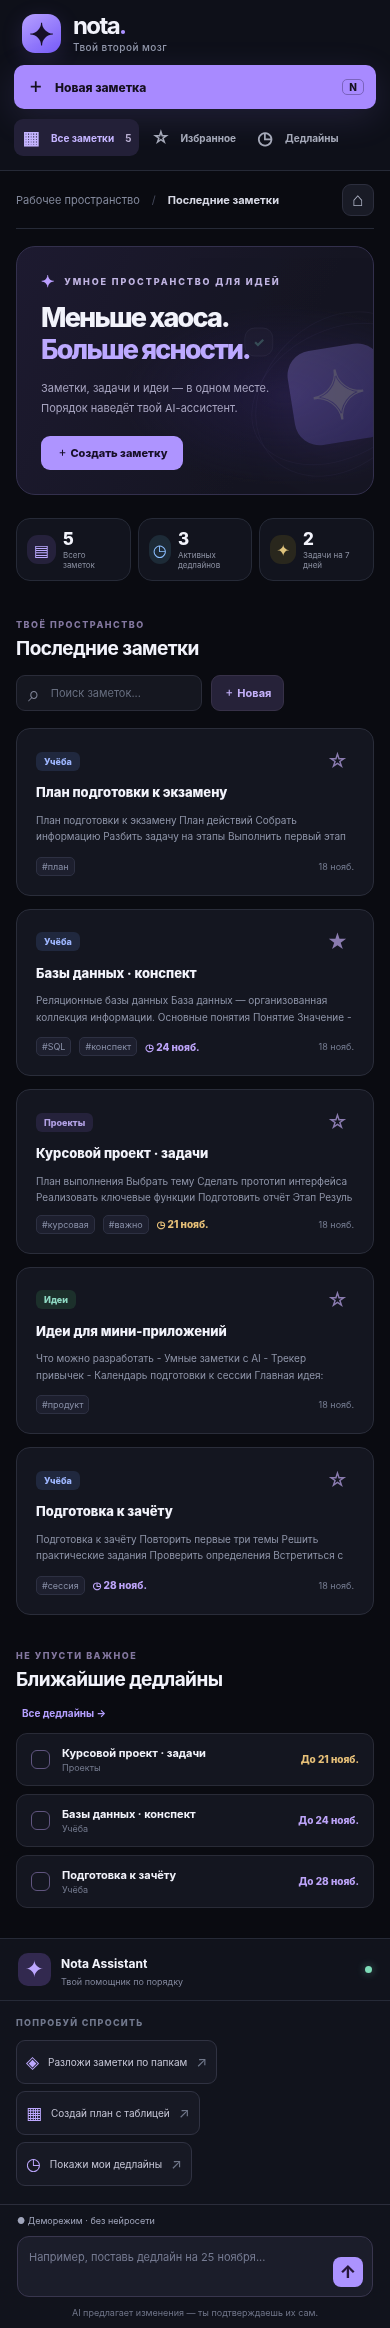 nota.
Твой второй мозг
+ Новая заметка N
Все заметки 5 Избранное Дедлайны
Рабочее пространство / Последние заметки
УМНОЕ ПРОСТРАНСТВО ДЛЯ ИДЕЙ
Меньше хаоса.
Больше ясности.
Заметки, задачи и идеи — в одном месте.
Порядок наведёт твой AI-ассистент.
+ Создать заметку
5
Всего
заметок
3
Активных
дедлайнов
2
Задачи на 7
дней
ТВОЁ ПРОСТРАНСТВО
Последние заметки
Поиск заметок...
+ Новая
Учёба
План подготовки к экзамену
План подготовки к экзамену План действий Собрать
информацию Разбить задачу на этапы Выполнить первый этап
#план 18 нояб.
Учёба
Базы данных · конспект
Реляционные базы данных База данных — организованная
коллекция информации. Основные понятия Понятие Значение -
#SQL #конспект 24 нояб. 18 нояб.
Проекты
Курсовой проект · задачи
План выполнения Выбрать тему Сделать прототип интерфейса
Реализовать ключевые функции Подготовить отчёт Этап Резуль
#курсовая #важно 21 нояб. 18 нояб.
Идеи
Идеи для мини-приложений
Что можно разработать - Умные заметки с AI - Трекер
привычек - Календарь подготовки к сессии Главная идея:
#продукт 18 нояб.
Учёба
Подготовка к зачёту
Подготовка к зачёту Повторить первые три темы Решить
практические задания Проверить определения Встретиться с
#сессия 28 нояб. 18 нояб.
НЕ УПУСТИ ВАЖНОЕ
Ближайшие дедлайны
Все дедлайны →
Курсовой проект · задачи
Проекты
До 21 нояб.
Базы данных · конспект
Учёба
До 24 нояб.
Подготовка к зачёту
Учёба
До 28 нояб.
Nota Assistant
Твой помощник по порядку
ПОПРОБУЙ СПРОСИТЬ
Разложи заметки по папкам ↗
Создай план с таблицей ↗
Покажи мои дедлайны ↗
Деморежим · без нейросети
Например, поставь дедлайн на 25 ноября...
AI предлагает изменения — ты подтверждаешь их сам.